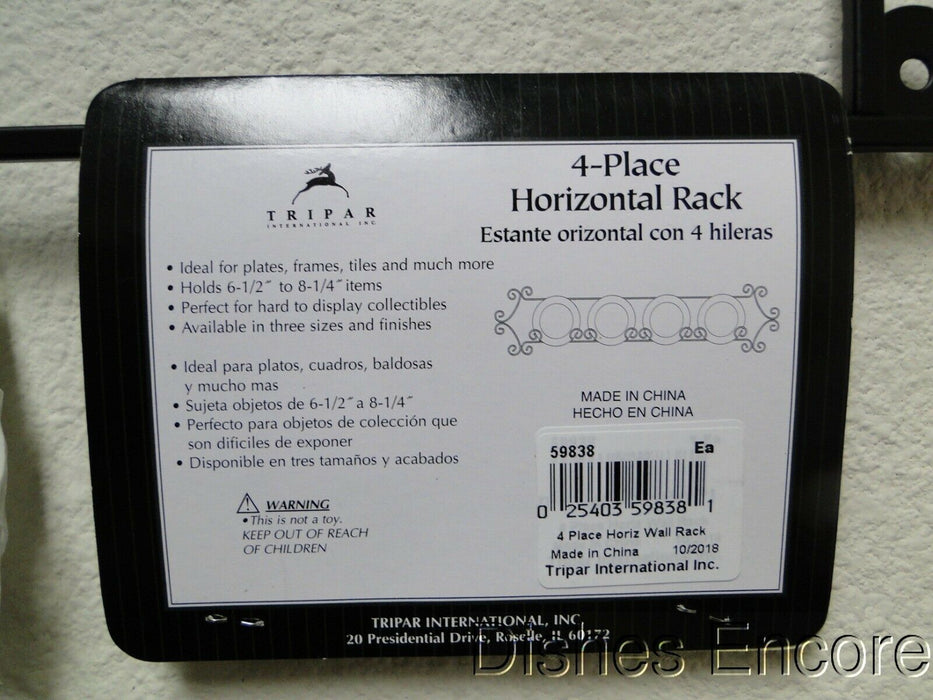 TRIPAR
INTERNATIONAL INC
4-Place
Horizontal Rack
Estante orizontal con 4 hileras
• Ideal for plates, frames, tiles and much more
• Holds 6-1/2˝ to 8-1/4˝ items
• Perfect for hard to display collectibles
• Available in three sizes and finishes
• Ideal para platos, cuadros, baldosas
y mucho mas
• Sujeta objetos de 6-1/2˝ a 8-1/4˝
• Perfecto para objetos de colección que
son dificiles de exponer
• Disponible en tres tamaños y acabados
WARNING
• This is not a toy.
KEEP OUT OF REACH
OF CHILDREN
MADE IN CHINA
HECHO EN CHINA
59838 Ea
0 25403 59838 1
4 Place Horiz Wall Rack
Made in China 10/2018
Tripar International Inc.
TRIPAR INTERNATIONAL, INC
20 Presidential Drive, Roselle, IL 60172
Dishes Encore